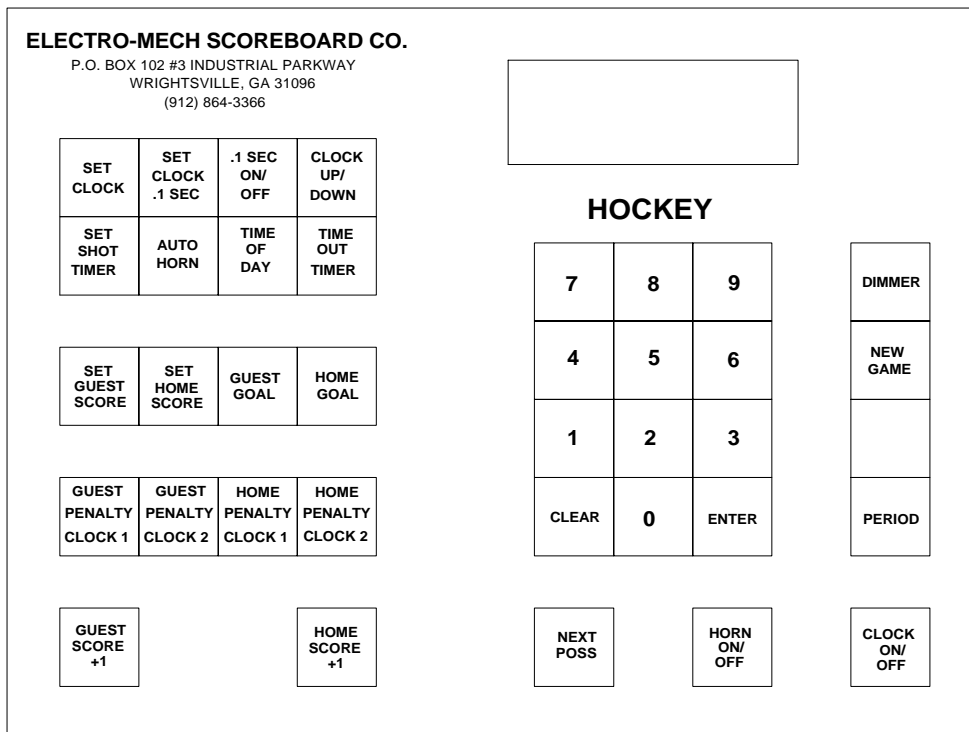 ELECTRO-MECH SCOREBOARD CO.
P.O. BOX 102 #3 INDUSTRIAL PARKWAY
WRIGHTSVILLE, GA 31096
(912) 864-3366
SET
CLOCK
SET
CLOCK
.1 SEC
.1 SEC
ON/
OFF
CLOCK
UP/
DOWN
SET
SHOT
TIMER
AUTO
HORN
TIME
OF
DAY
TIME
OUT
TIMER
SET
GUEST
SCORE
SET
HOME
SCORE
GUEST
GOAL
HOME
GOAL
GUEST
PENALTY
CLOCK 1
GUEST
PENALTY
CLOCK 2
HOME
PENALTY
CLOCK 1
HOME
PENALTY
CLOCK 2
GUEST
SCORE
+1
HOME
SCORE
+1
HOCKEY
7
8
9
4
5
6
1
2
3
CLEAR
0
ENTER
DIMMER
NEW
GAME
PERIOD
NEXT
POSS
HORN
ON/
OFF
CLOCK
ON/
OFF